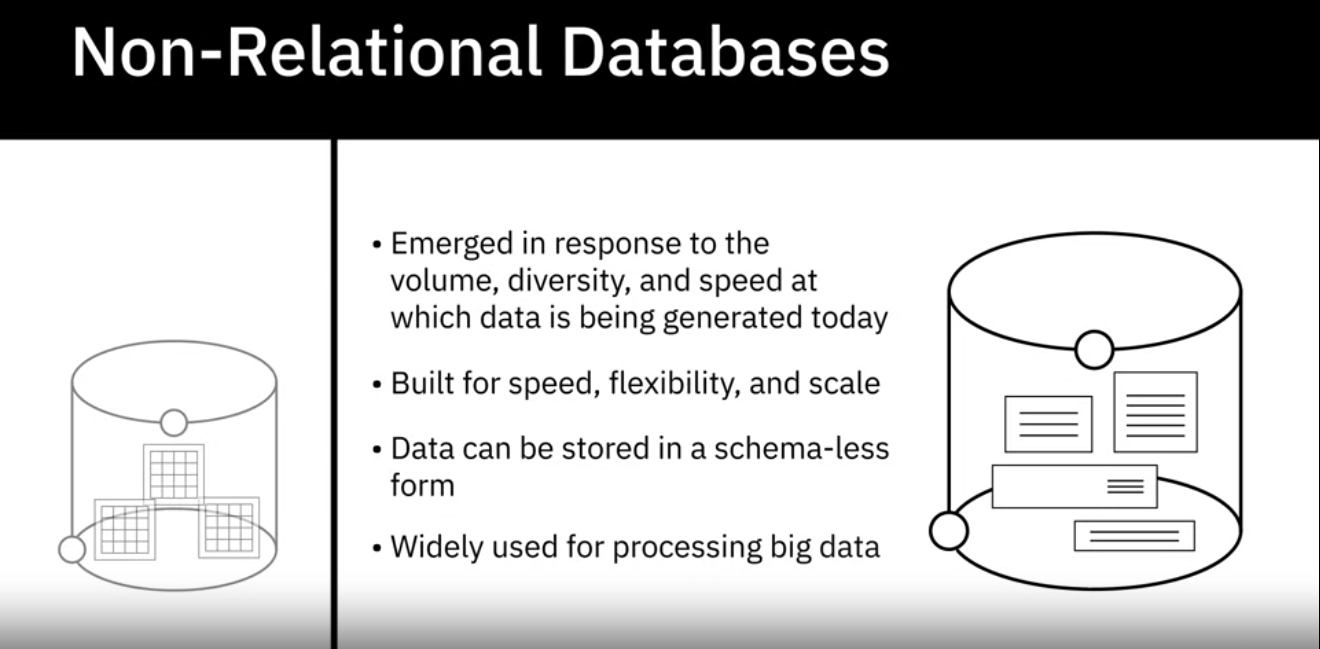 Non-Relational Databases
• Emerged in response to the
volume, diversity, and speed at
which data is being generated today
• Built for speed, flexibility, and scale
• Data can be stored in a schema-less
form
• Widely used for processing big data